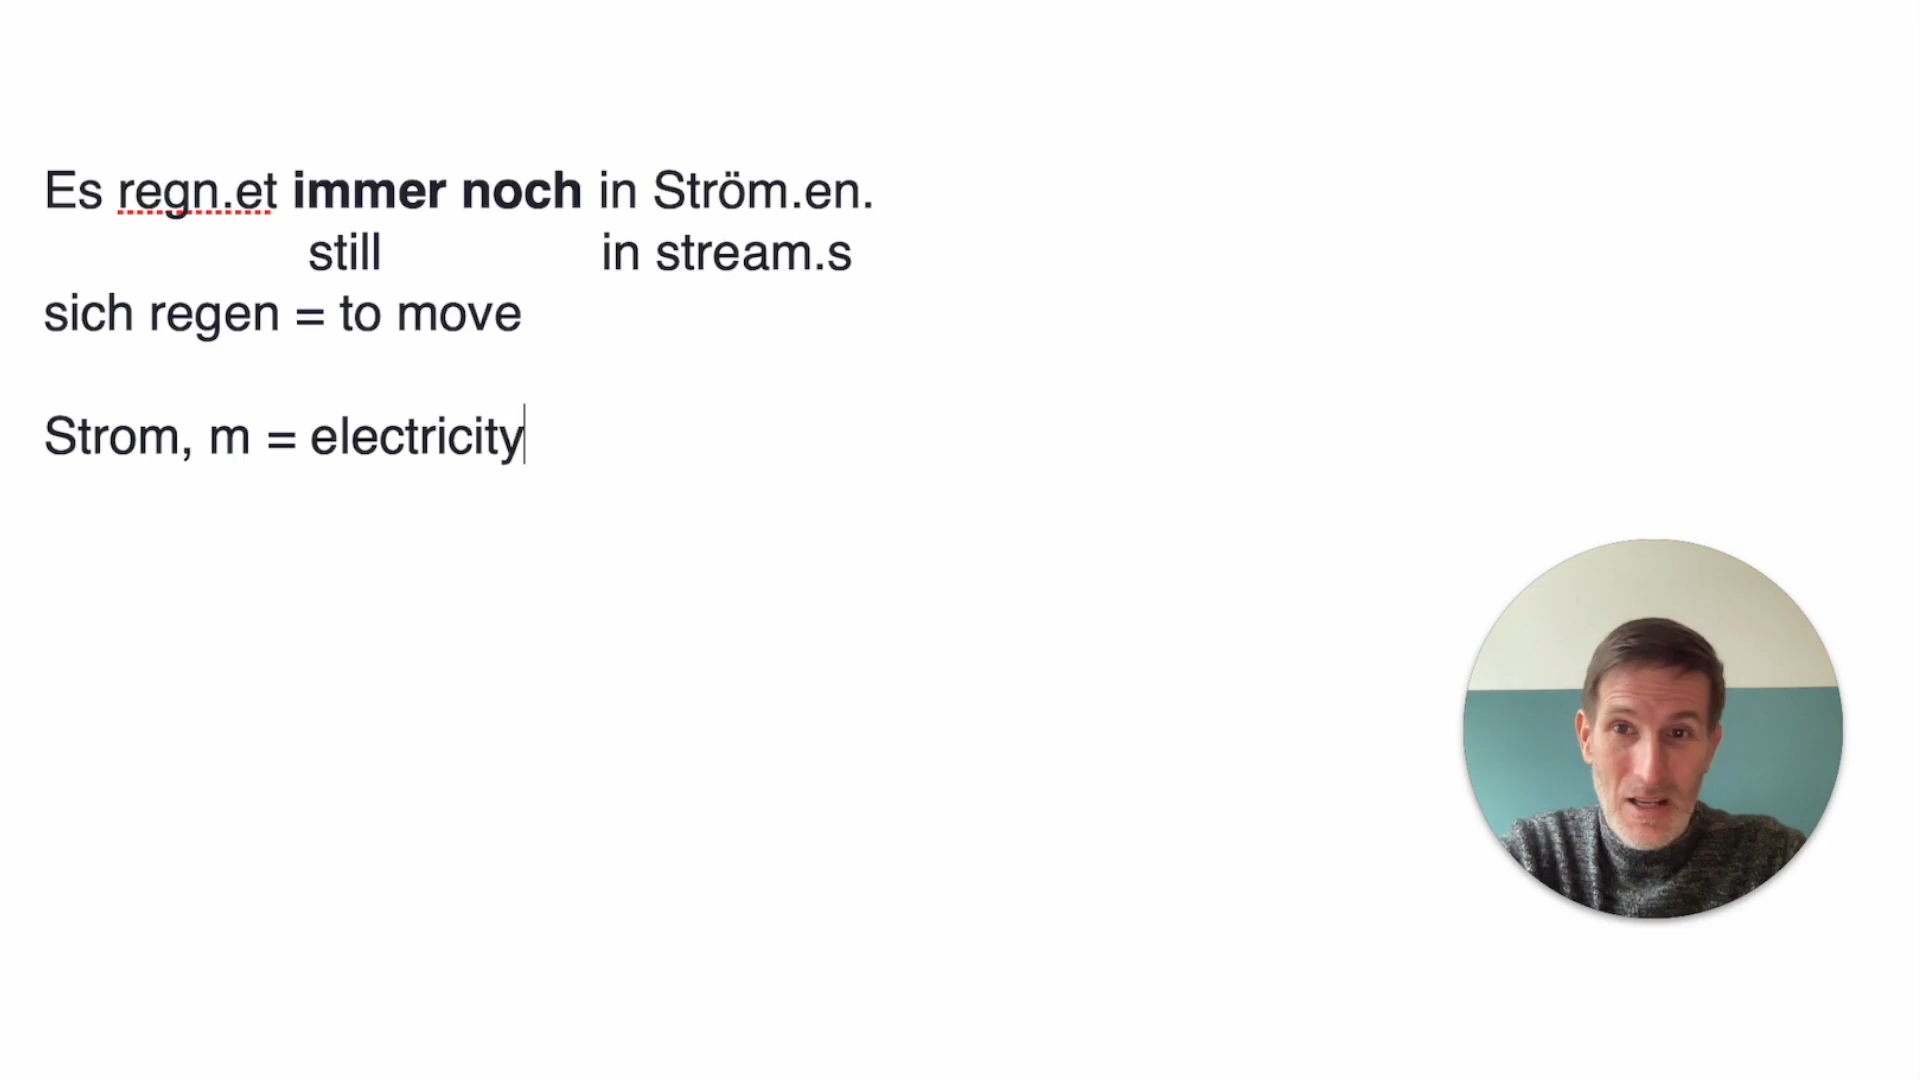 Es regn.et immer noch in Ström.en.
still in stream.s
sich regen = to move
Strom, m = electricity